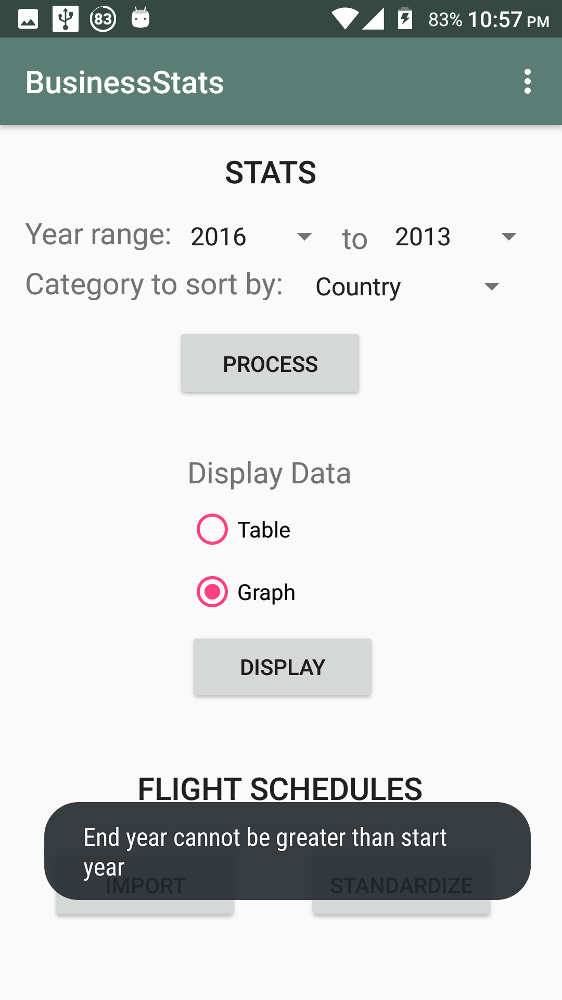 83
83% 10:57 PM
BusinessStats
STATS
Year range: 2016 to 2013
Category to sort by: Country
PROCESS
Display Data
Table
Graph
DISPLAY
FLIGHT SCHEDULES
End year cannot be greater than start
year
IMPORT STANDARDIZE